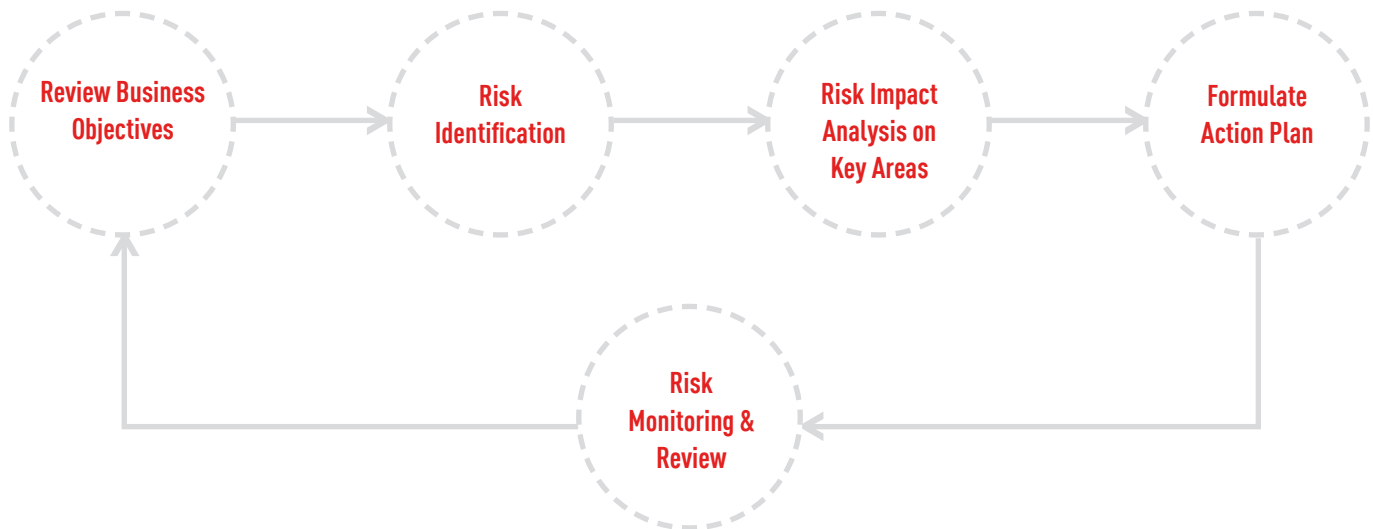 Review Business
Objectives
Risk
Identification
Risk Impact
Analysis on
Key Areas
Formulate
Action Plan
Risk
Monitoring &
Review